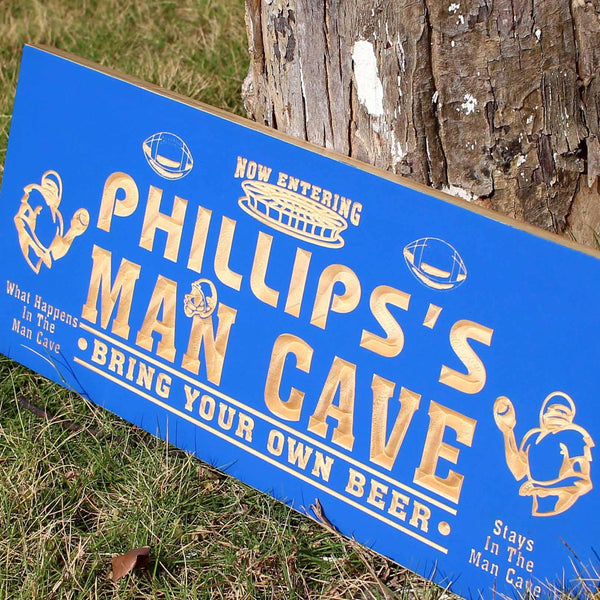 NOW ENTERING
PHILLIPS'S
MAN CAVE
• BRING YOUR OWN BEER •
What Happens
In The
Man Cave
Stays
In The
Man Cave